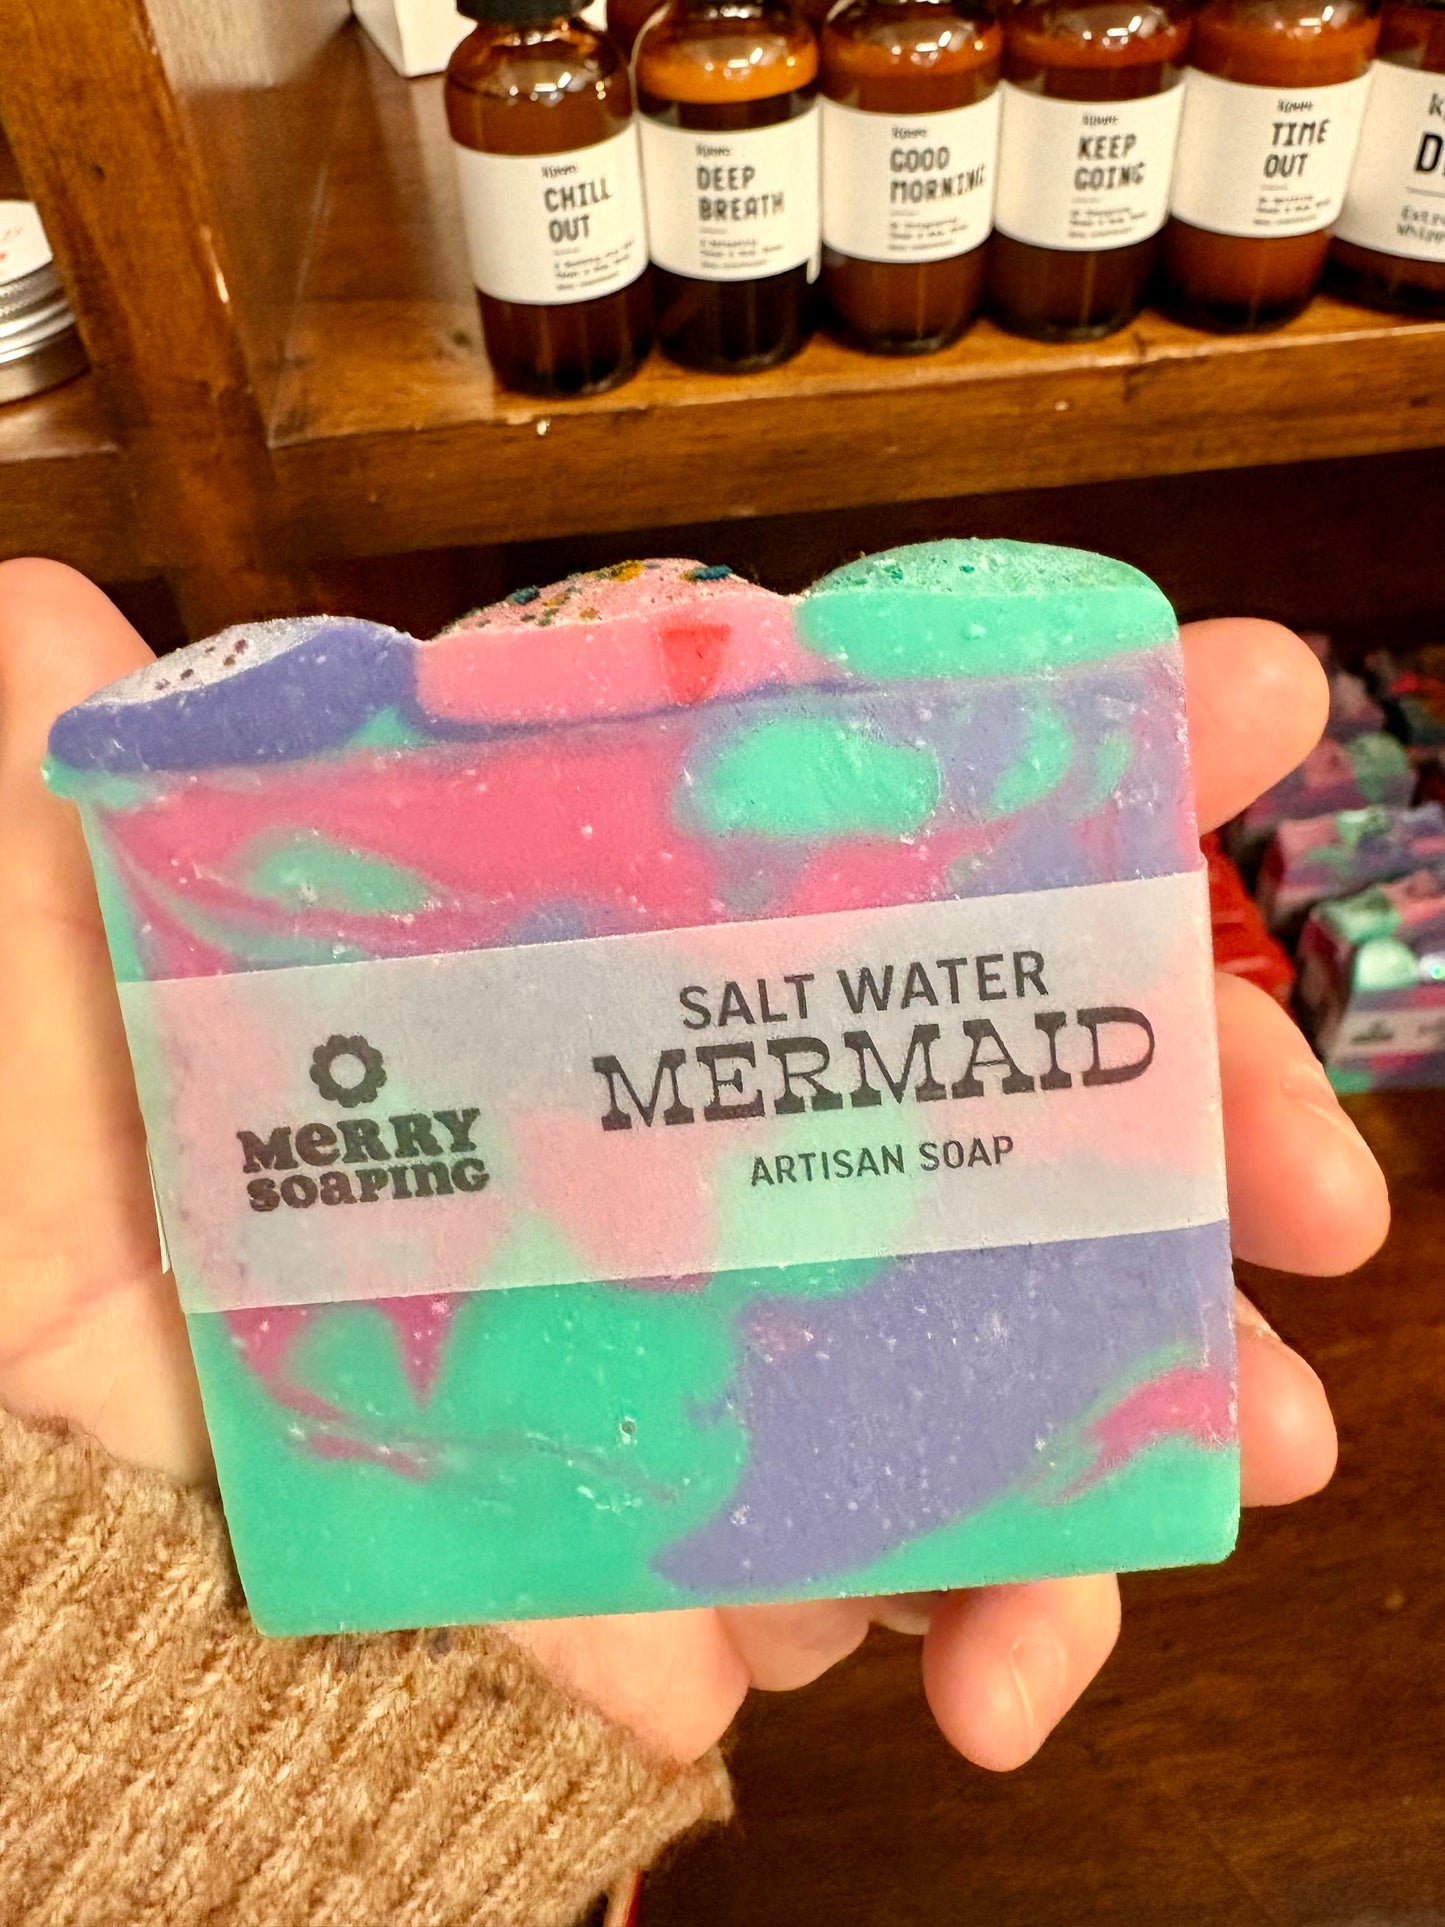 CHILL
OUT
DEEP
BREATH
GOOD
MORNING
KEEP
GOING
TIME
OUT
SALT WATER
MERMAID
ARTISAN SOAP
MERRY
SOAPING